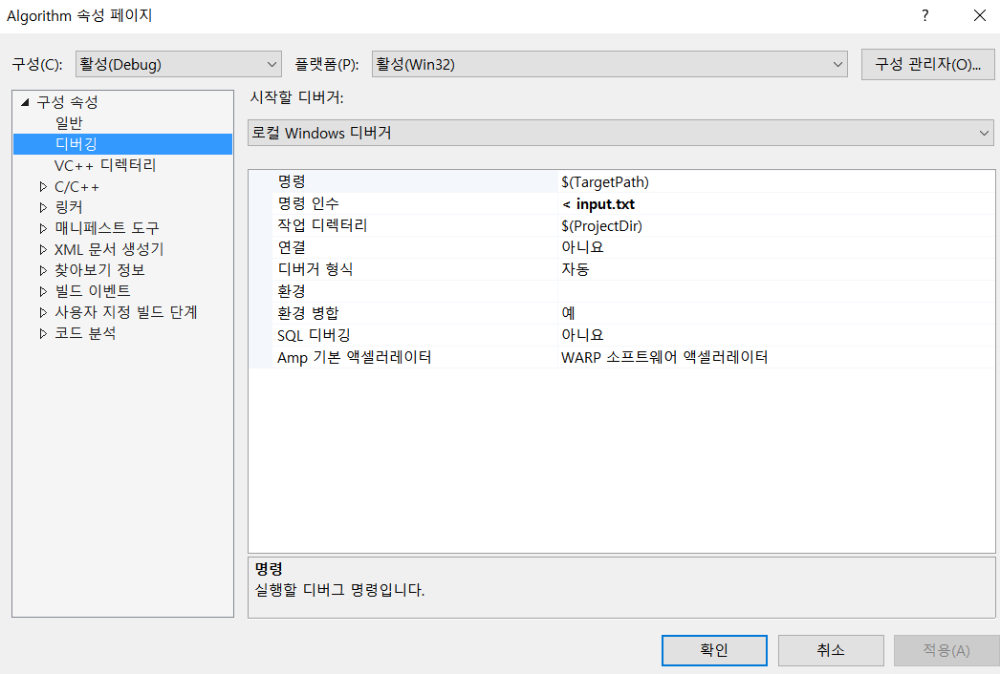 Algorithm 속성 페이지
?
구성(C): 활성(Debug) 플랫폼(P): 활성(Win32) 구성 관리자(O)...
구성 속성
일반
디버깅
VC++ 디렉터리
C/C++
링커
매니페스트 도구
XML 문서 생성기
찾아보기 정보
빌드 이벤트
사용자 지정 빌드 단계
코드 분석
시작할 디버거:
로컬 Windows 디버거
명령 $(TargetPath)
명령 인수 < input.txt
작업 디렉터리 $(ProjectDir)
연결 아니요
디버거 형식 자동
환경
환경 병합 예
SQL 디버깅 아니요
Amp 기본 액셀러레이터 WARP 소프트웨어 액셀러레이터
명령
실행할 디버그 명령입니다.
확인 취소 적용(A)